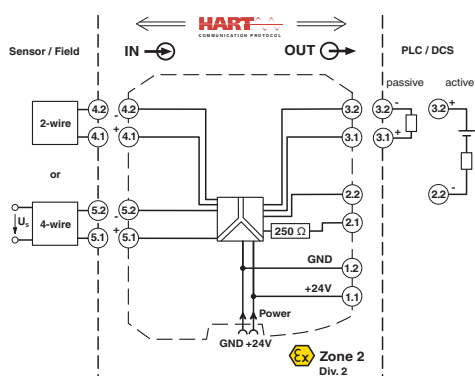 HART
COMMUNICATION PROTOCOL
Sensor / Field
IN
OUT
PLC / DCS
passive
active
2-wire
4.2
4.1
4.2
-
+
4.1
3.2
3.1
3.2
-
3.1
+
3.2
+
or
Us
4-wire
5.2
5.1
5.2
-
+
5.1
2.2
2.1
250 Ω
2.2
-
GND
1.2
+24V
1.1
Power
GND +24V
Ex
Zone 2
Div. 2